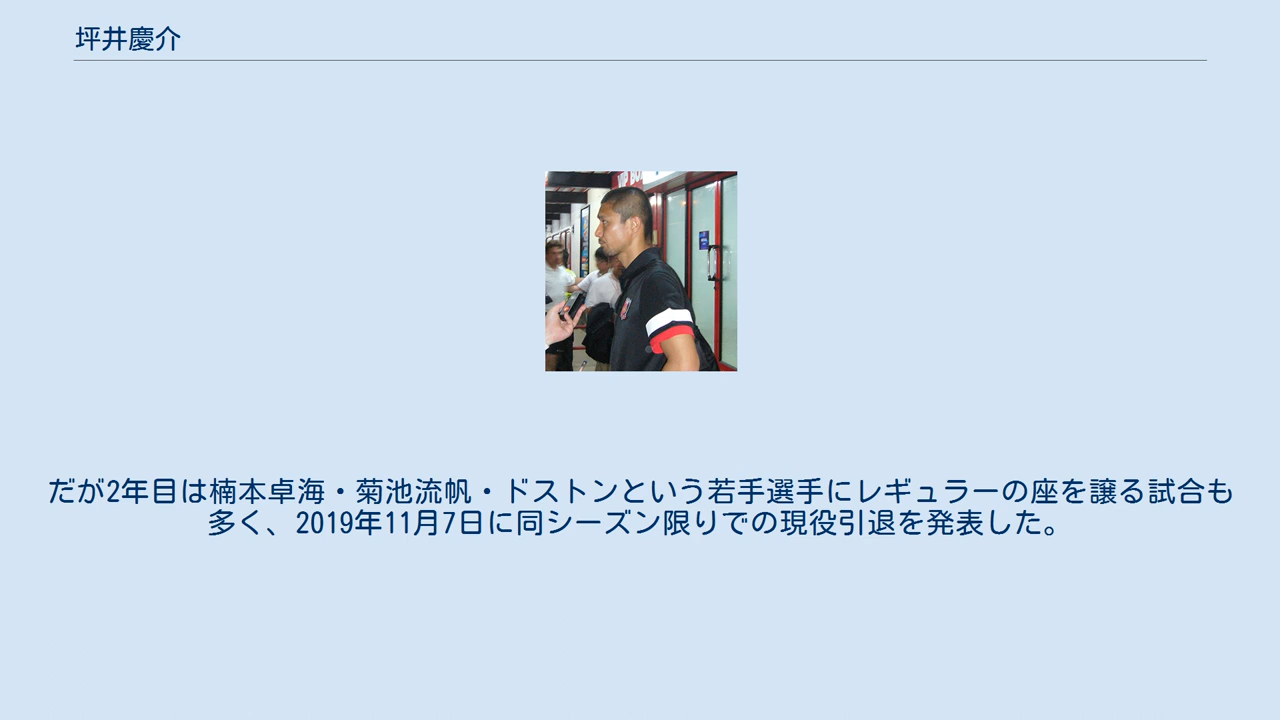 坪井慶介
だが2年目は楠本卓海・菊池流帆・ドストンという若手選手にレギュラーの座を譲る試合も
多く、2019年11月7日に同シーズン限りでの現役引退を発表した。